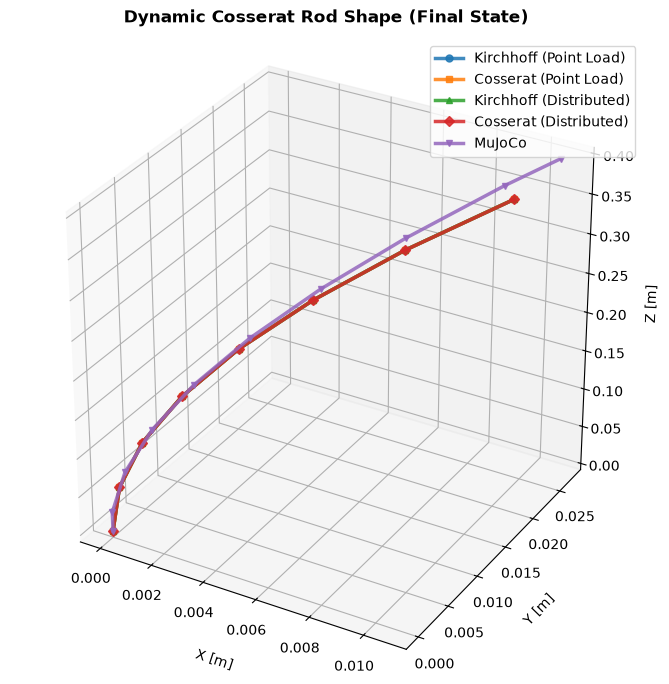 Dynamic Cosserat Rod Shape (Final State)
Kirchhoff (Point Load)
Cosserat (Point Load)
Kirchhoff (Distributed)
Cosserat (Distributed)
MuJoCo
0.40
0.35
0.30
0.25
0.20
0.15
0.10
0.05
0.00
Z [m]
0.025
0.020
0.015
0.010
0.005
0.000
Y [m]
0.000
0.002
0.004
0.006
0.008
0.010
X [m]